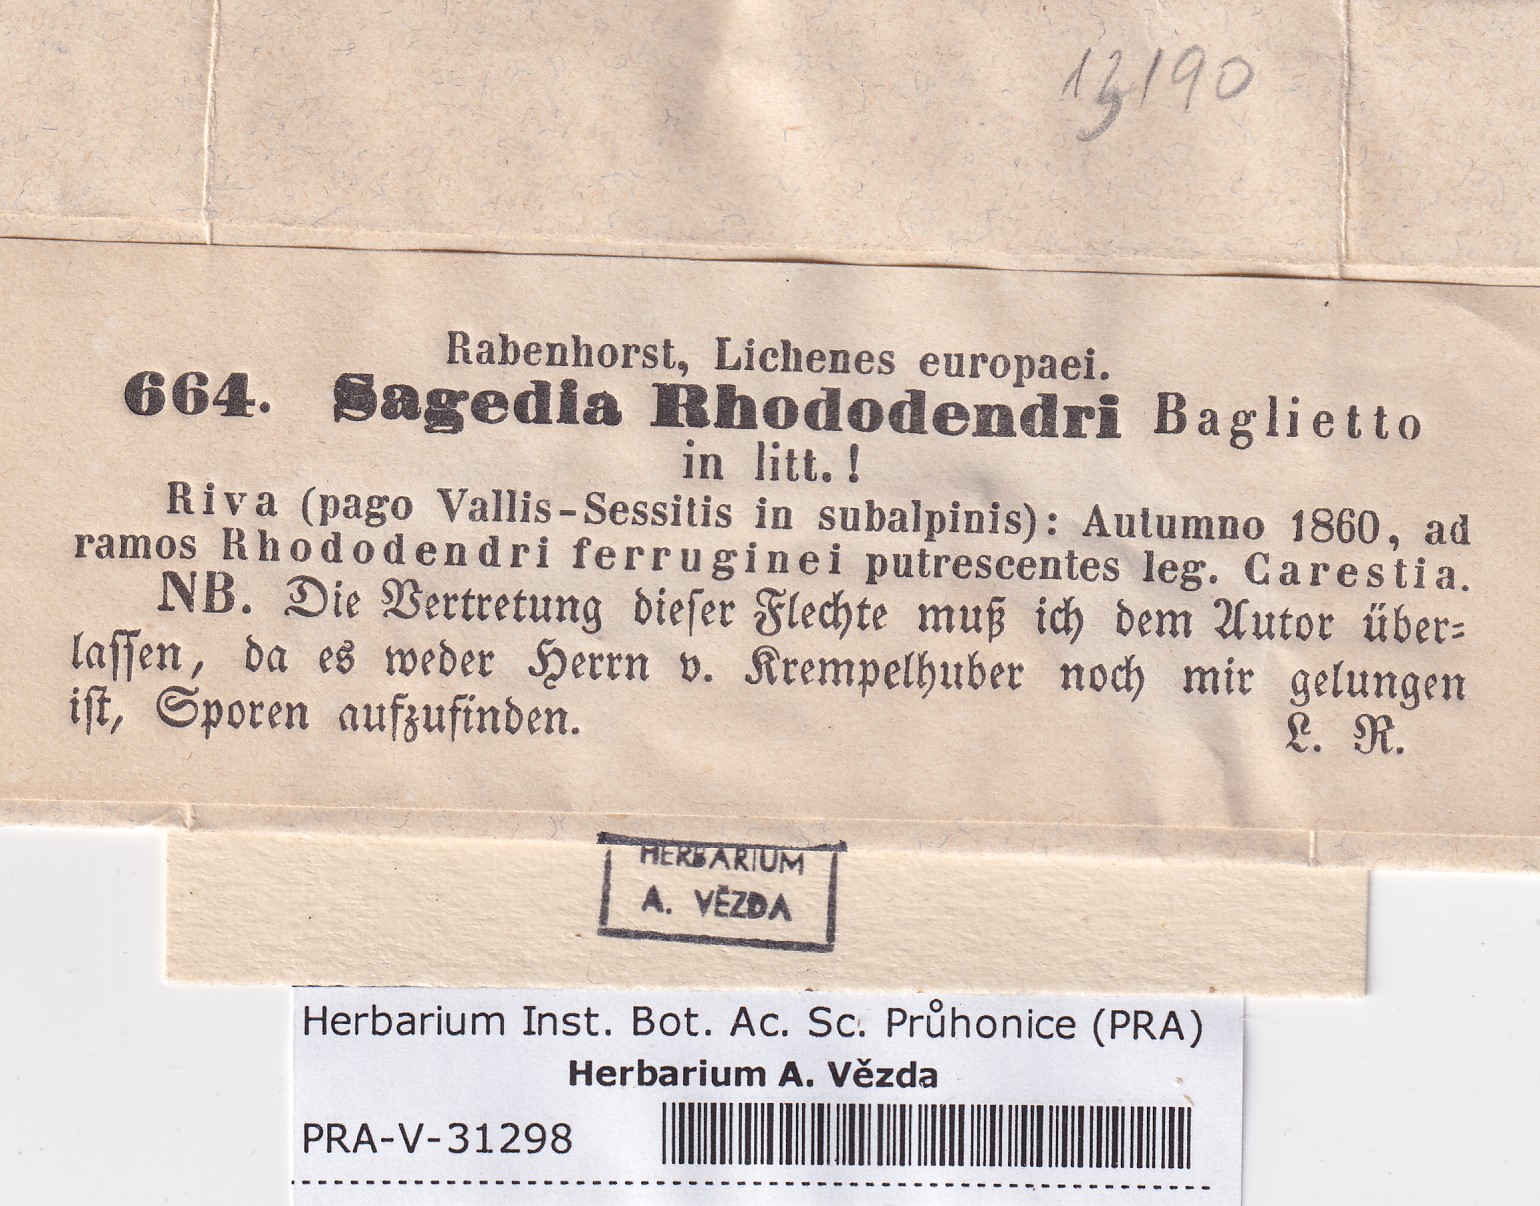 13190
Rabenhorst, Lichenes europaei.
664. Sagedia Rhododendri Baglietto
in litt. !
Riva (pago Vallis-Sessitis in subalpinis): Autumno 1860, ad
ramos Rhododendri ferruginei putrescentes leg. Carestia.
NB. Die Vertretung dieser Flechte muß ich dem Autor über=
lassen, da es weder Herrn v. Krempelhuber noch mir gelungen
ist, Sporen aufzufinden. L. R.
HERBARIUM
A. VĚZDA
Herbarium Inst. Bot. Ac. Sc. Průhonice (PRA)
Herbarium A. Vězda
PRA-V-31298